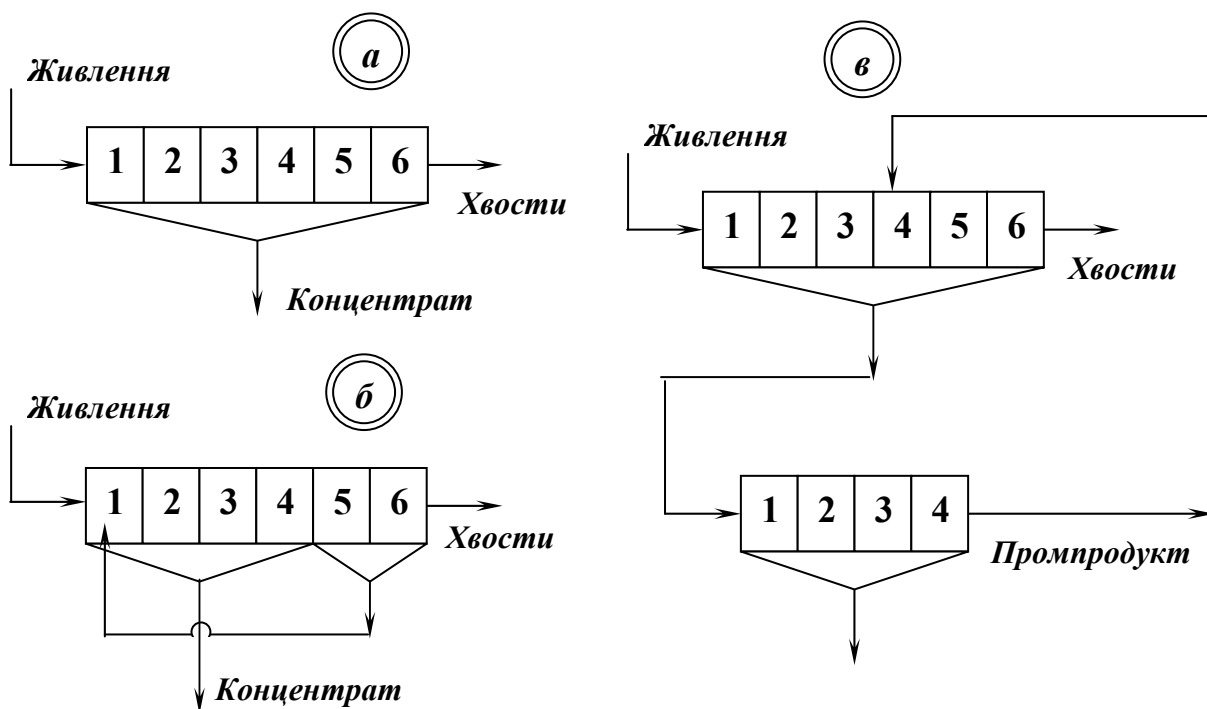 а
Живлення
1 2 3 4 5 6
Хвости
Концентрат
б
Живлення
1 2 3 4 5 6
Хвости
Концентрат
в
Живлення
1 2 3 4 5 6
Хвости
1 2 3 4
Промпродукт